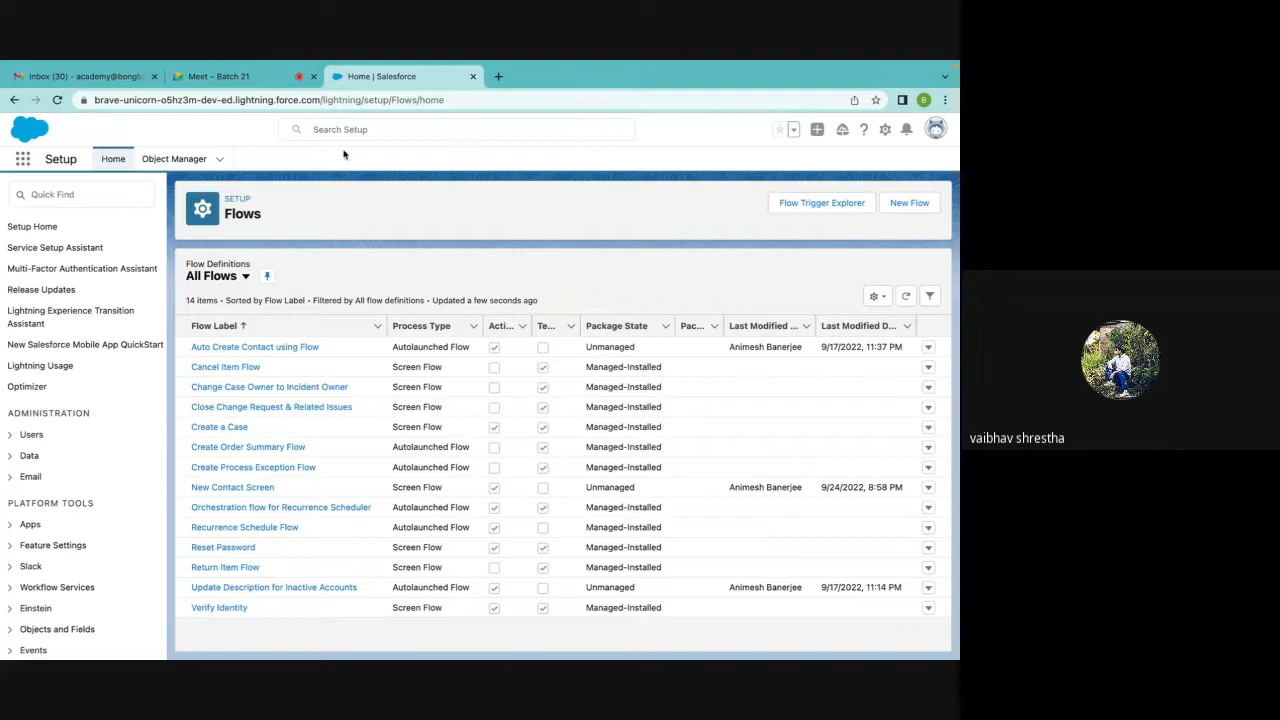 Inbox (30) - academy@bongb
Meet – Batch 21
Home | Salesforce
brave-unicorn-o5hz3m-dev-ed.lightning.force.com/lightning/setup/Flows/home
B
Search Setup
Setup
Home
Object Manager
Quick Find
Setup Home
Service Setup Assistant
Multi-Factor Authentication Assistant
Release Updates
Lightning Experience Transition
Assistant
New Salesforce Mobile App QuickStart
Lightning Usage
Optimizer
ADMINISTRATION
Users
Data
Email
PLATFORM TOOLS
Apps
Feature Settings
Slack
Workflow Services
Einstein
Objects and Fields
Events
SETUP
Flows
Flow Trigger Explorer
New Flow
Flow Definitions
All Flows
14 items • Sorted by Flow Label • Filtered by All flow definitions • Updated a few seconds ago
Flow Label ↑ Process Type Acti... Te... Package State Pac... Last Modified ... Last Modified D...
Auto Create Contact using Flow Autolaunched Flow Unmanaged Animesh Banerjee 9/17/2022, 11:37 PM
Cancel Item Flow Screen Flow Managed-Installed
Change Case Owner to Incident Owner Screen Flow Managed-Installed
Close Change Request & Related Issues Screen Flow Managed-Installed
Create a Case Screen Flow Managed-Installed
Create Order Summary Flow Autolaunched Flow Managed-Installed
Create Process Exception Flow Autolaunched Flow Managed-Installed
New Contact Screen Screen Flow Unmanaged Animesh Banerjee 9/24/2022, 8:58 PM
Orchestration flow for Recurrence Scheduler Autolaunched Flow Managed-Installed
Recurrence Schedule Flow Autolaunched Flow Managed-Installed
Reset Password Screen Flow Managed-Installed
Return Item Flow Screen Flow Managed-Installed
Update Description for Inactive Accounts Autolaunched Flow Unmanaged Animesh Banerjee 9/17/2022, 11:14 PM
Verify Identity Screen Flow Managed-Installed
vaibhav shrestha